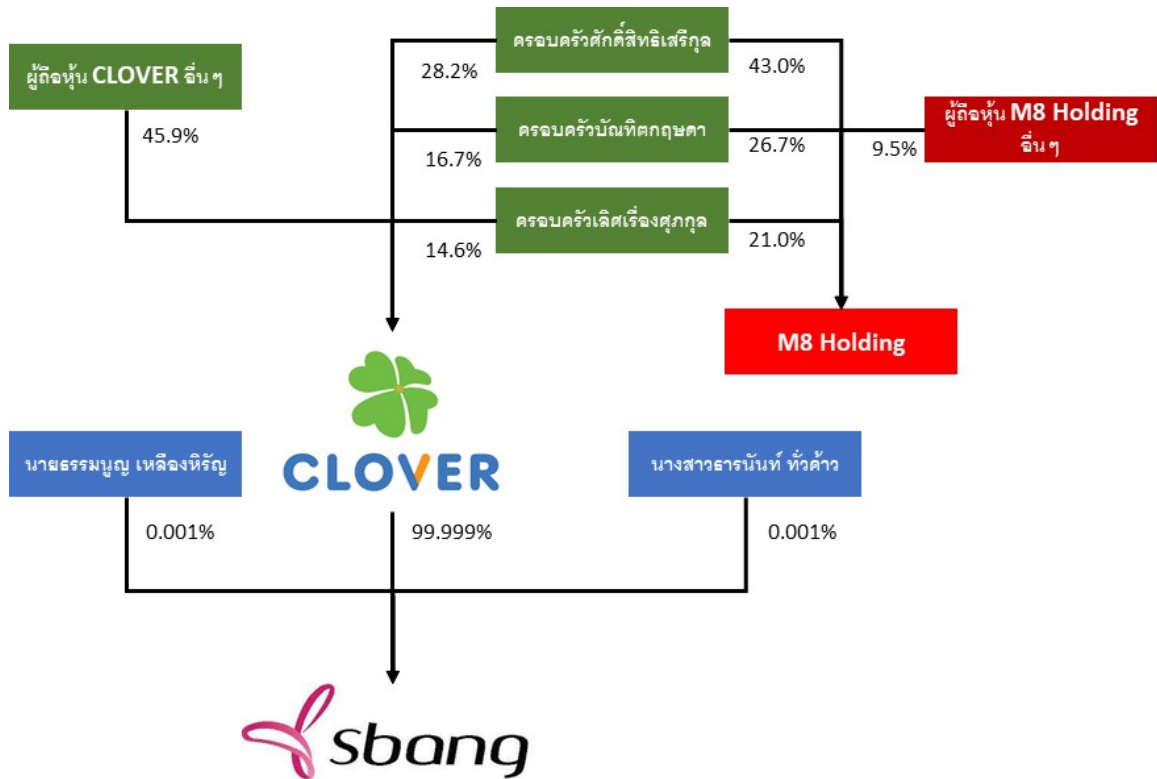 ครอบครัวศักดิ์สิทธิเสรีกุล
ผู้ถือหุ้น CLOVER อื่นๆ
28.2%
43.0%
ครอบครัวบัณฑิตกฤษดา
ผู้ถือหุ้น M8 Holding
อื่นๆ
45.9%
16.7%
26.7%
9.5%
ครอบครัวเลิศเรื่องศุภกุล
14.6%
21.0%
M8 Holding
นายธรรมนูญ เหลืองหิรัญ
CLOVER
นางสาวธารนันท์ ทั่วค้าว
0.001%
99.999%
0.001%
sbang